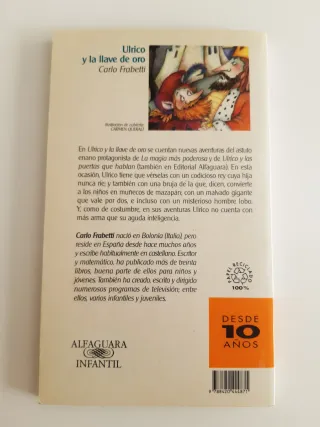 Ulrico
y la llave de oro
Carlo Frabetti
Ilustración de cubierta:
CARMEN QUERALT
En Ulrico y la llave de oro se cuentan nuevas aventuras del astuto
enano protagonista de La magia más poderosa y de Ulrico y las
puertas que hablan (también en Editorial Alfaguara). En esta
ocasión, Ulrico tiene que vérselas con un codicioso rey cuya hija
nunca ríe; y también con una bruja de la que, dicen, convierte
a los niños en muñecos de mazapán, con un malvado gigante
que vale por dos, e incluso con un misterioso hombre lobo.
Y, como de costumbre, en sus aventuras Ulrico no cuenta con
más arma que su aguda inteligencia.
Carlo Frabetti nació en Bolonia (Italia), pero
reside en España desde hace muchos años
y escribe habitualmente en castellano. Escritor
y matemático, ha publicado más de treinta
libros, buena parte de ellos para niños y
jóvenes. También ha creado, escrito y dirigido
numerosos programas de televisión; entre
ellos, varios infantiles y juveniles.
PAPEL RECICLADO
100%
DESDE
10
AÑOS
ALFAGUARA
INFANTIL
9 788420 444871